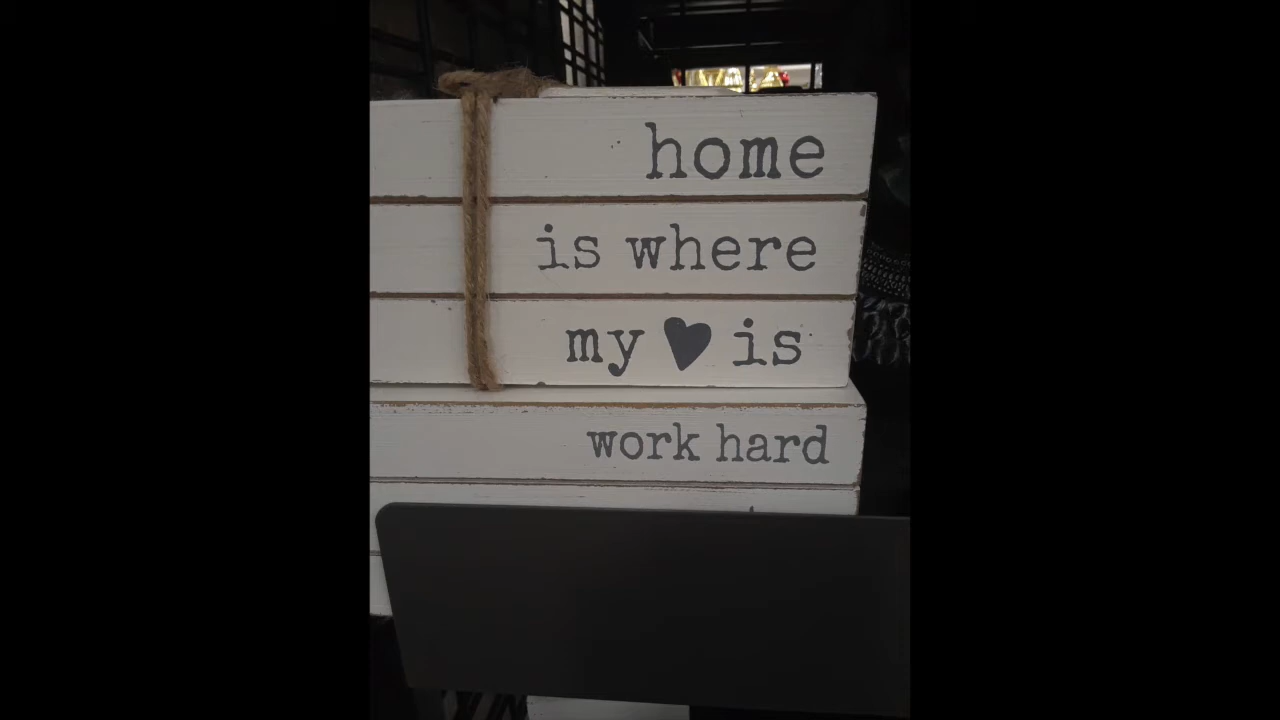 home
is where
my ♥ is
work hard